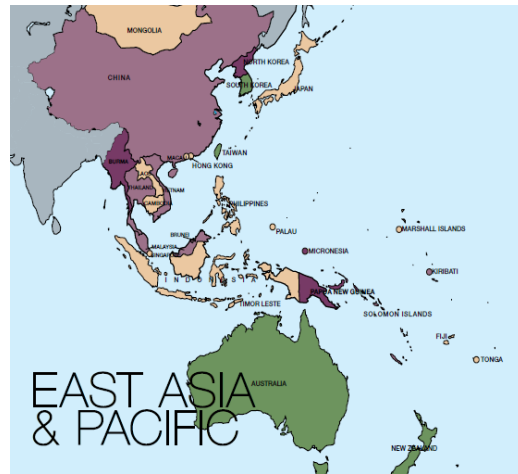 MONGOLIA
NORTH KOREA
CHINA
SOUTH KOREA
JAPAN
TAIWAN
MACAU
HONG KONG
BURMA
LAOS
THAILAND
VIETNAM
CAMBODIA
PHILIPPINES
PALAU
MARSHALL ISLANDS
BRUNEI
MALAYSIA
MICRONESIA
SINGAPORE
KIRIBATI
INDONESIA
PAPUA NEW GUINEA
TIMOR LESTE
SOLOMON ISLANDS
FIJI
TONGA
AUSTRALIA
EAST ASIA
& PACIFIC
NEW ZEALAND